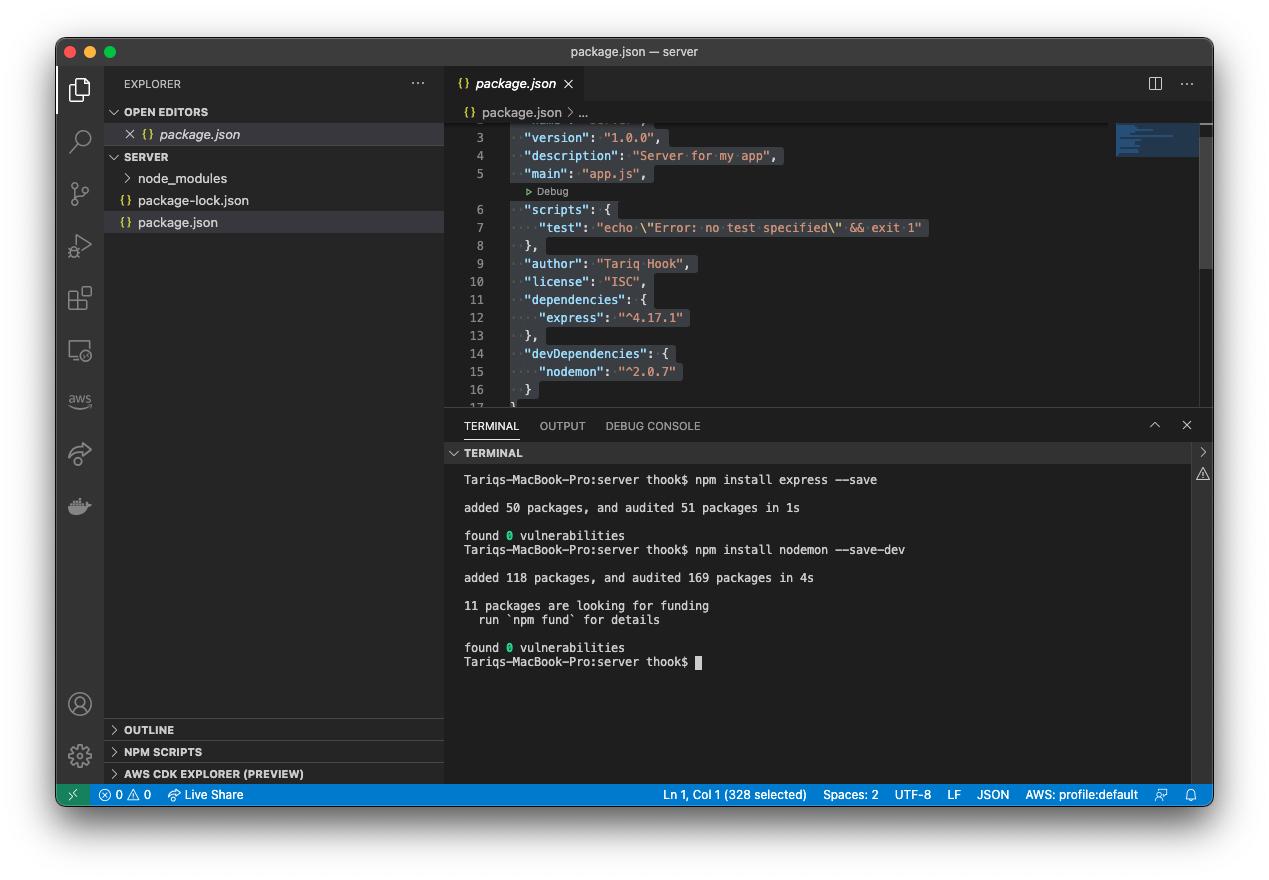 package.json — server
EXPLORER
OPEN EDITORS
{} package.json
SERVER
node_modules
{} package-lock.json
{} package.json
OUTLINE
NPM SCRIPTS
AWS CDK EXPLORER (PREVIEW)
aws
{} package.json
{} package.json > ...
3 "version": "1.0.0",
4 "description": "Server for my app",
5 "main": "app.js",
Debug
6 "scripts": {
7 "test": "echo \"Error: no test specified\" && exit 1"
8 },
9 "author": "Tariq Hook",
10 "license": "ISC",
11 "dependencies": {
12 "express": "^4.17.1"
13 },
14 "devDependencies": {
15 "nodemon": "^2.0.7"
16 }
17 }
TERMINAL OUTPUT DEBUG CONSOLE
TERMINAL
Tariqs-MacBook-Pro:server thook$ npm install express --save
added 50 packages, and audited 51 packages in 1s
found 0 vulnerabilities
Tariqs-MacBook-Pro:server thook$ npm install nodemon --save-dev
added 118 packages, and audited 169 packages in 4s
11 packages are looking for funding
run `npm fund` for details
found 0 vulnerabilities
Tariqs-MacBook-Pro:server thook$
0 0 Live Share Ln 1, Col 1 (328 selected) Spaces: 2 UTF-8 LF JSON AWS: profile:default